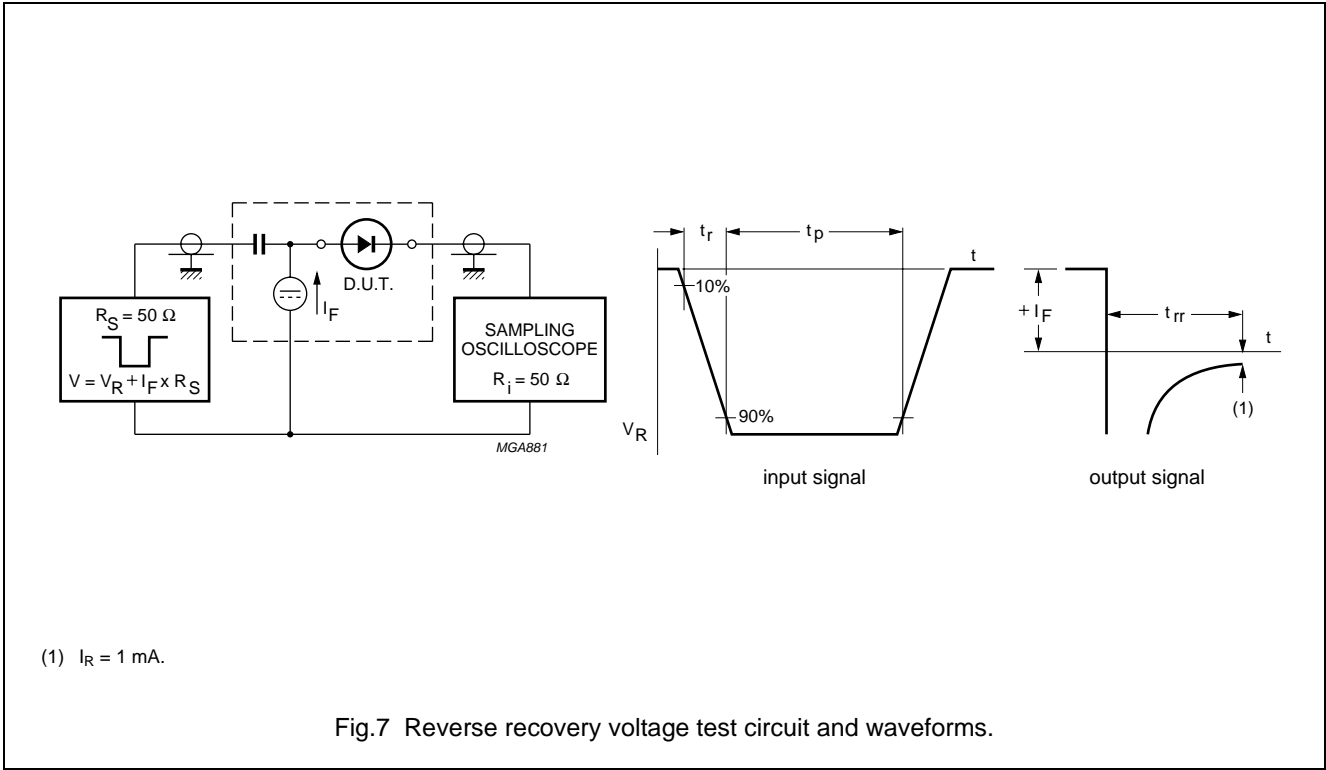 D.U.T.
I_F
R_S = 50 Ω
V = V_R + I_F x R_S
SAMPLING
OSCILLOSCOPE
R_i = 50 Ω
MGA881
t_r
t_p
t
10%
90%
V_R
input signal
+ I_F
t_rr
t
(1)
output signal
(1) I_R = 1 mA.
Fig.7 Reverse recovery voltage test circuit and waveforms.